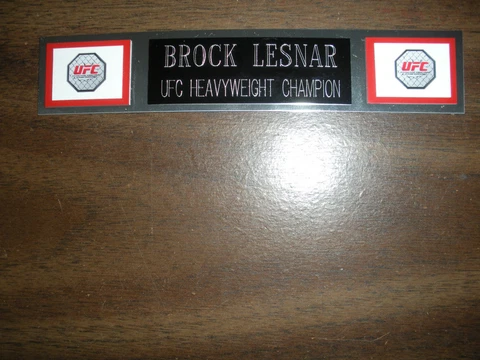 UFC
BROCK LESNAR
UFC HEAVYWEIGHT CHAMPION
UFC